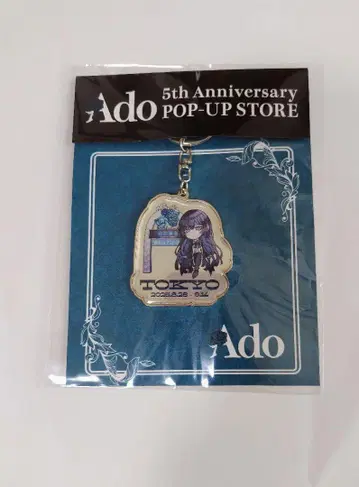 Ado
5th Anniversary
POP-UP STORE
TOKYO
Ado